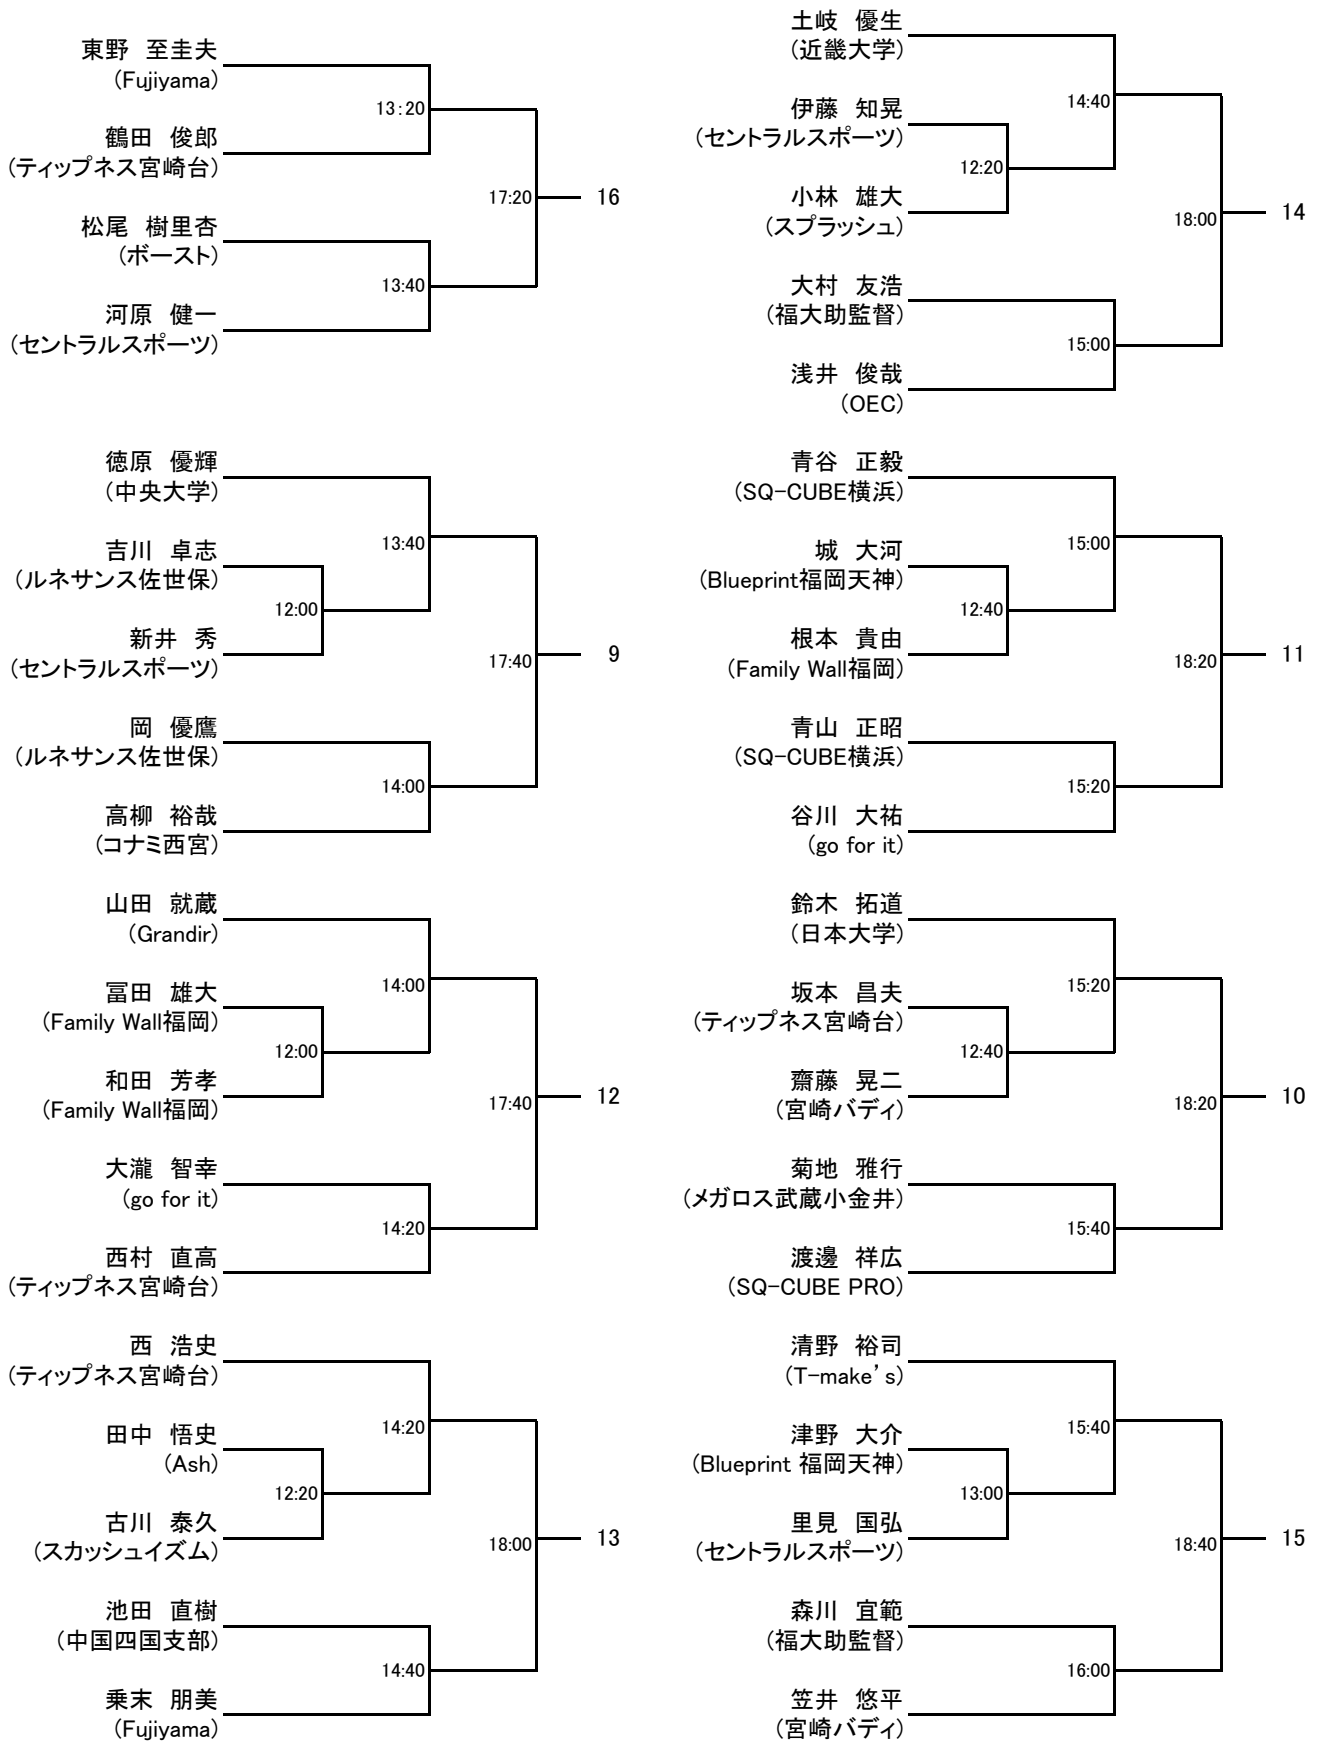 東野　至圭夫
(Fujiyama)
13:20
鶴田　俊郎
(ティップネス宮崎台)
17:20
16
松尾　樹里杏
(ボースト)
13:40
河原　健一
(セントラルスポーツ)
徳原　優輝
(中央大学)
13:40
吉川　卓志
(ルネサンス佐世保)
12:00
新井　秀
(セントラルスポーツ)
17:40
9
岡　優鷹
(ルネサンス佐世保)
14:00
高柳　裕哉
(コナミ西宮)
山田　就蔵
(Grandir)
14:00
冨田　雄大
(Family Wall福岡)
12:00
和田　芳孝
(Family Wall福岡)
17:40
12
大瀧　智幸
(go for it)
14:20
西村　直高
(ティップネス宮崎台)
西　浩史
(ティップネス宮崎台)
14:20
田中　悟史
(Ash)
12:20
古川　泰久
(スカッシュイズム)
18:00
13
池田　直樹
(中国四国支部)
14:40
乗末　朋美
(Fujiyama)
土岐　優生
(近畿大学)
14:40
伊藤　知晃
(セントラルスポーツ)
12:20
小林　雄大
(スプラッシュ)
18:00
14
大村　友浩
(福大助監督)
15:00
浅井　俊哉
(OEC)
青谷　正毅
(SQ-CUBE横浜)
15:00
城　大河
(Blueprint福岡天神)
12:40
根本　貴由
(Family Wall福岡)
18:20
11
青山　正昭
(SQ-CUBE横浜)
15:20
谷川　大祐
(go for it)
鈴木　拓道
(日本大学)
15:20
坂本　昌夫
(ティップネス宮崎台)
12:40
齋藤　晃二
(宮崎バディ)
18:20
10
菊地　雅行
(メガロス武蔵小金井)
15:40
渡邊　祥広
(SQ-CUBE PRO)
清野　裕司
(T-make’s)
15:40
津野　大介
(Blueprint 福岡天神)
13:00
里見　国弘
(セントラルスポーツ)
18:40
15
森川　宜範
(福大助監督)
16:00
笠井　悠平
(宮崎バディ)